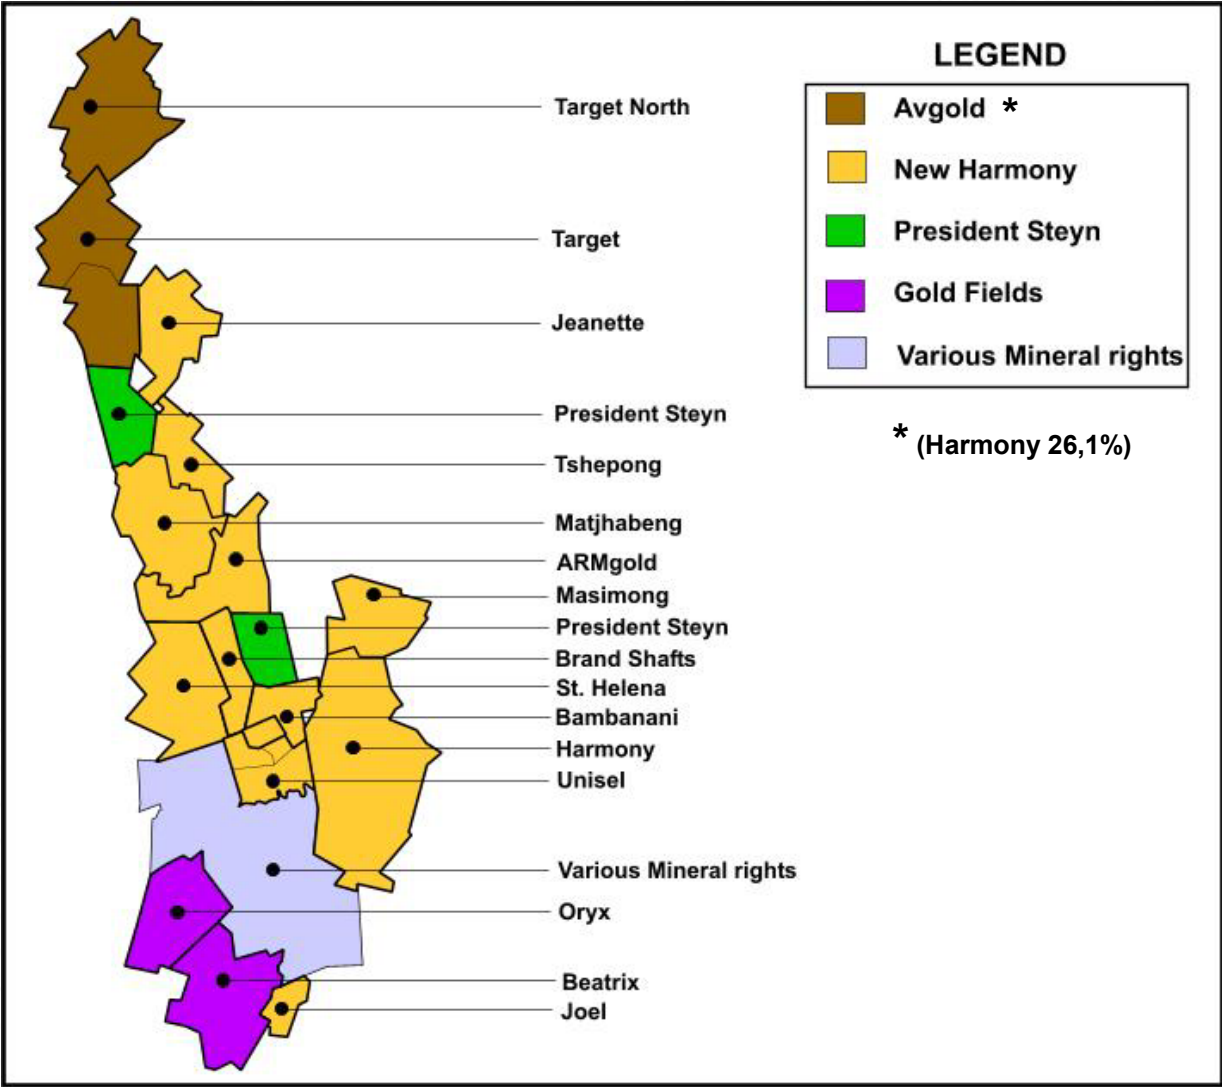 Target North
Target
Jeanette
President Steyn
Tshepong
Matjhabeng
ARMgold
Masimong
President Steyn
Brand Shafts
St. Helena
Bambanani
Harmony
Unisel
Various Mineral rights
Oryx
Beatrix
Joel
LEGEND
Avgold *
New Harmony
President Steyn
Gold Fields
Various Mineral rights
* (Harmony 26,1%)